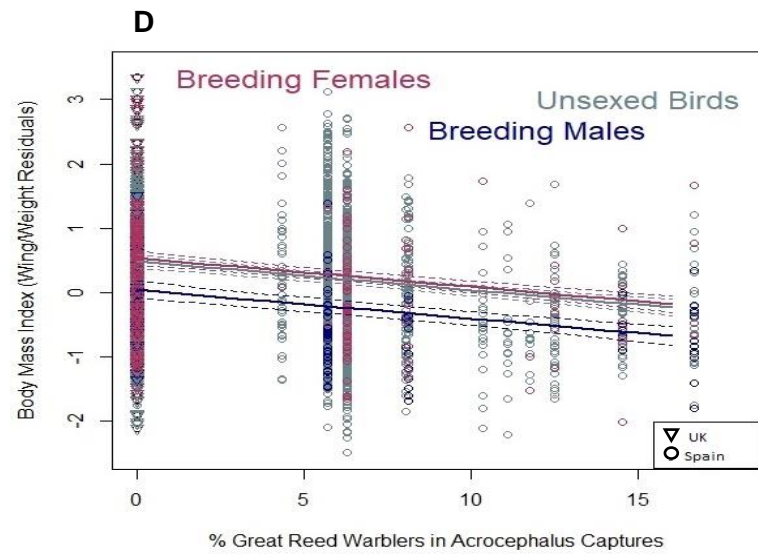 D
Breeding Females
Unsexed Birds
Breeding Males
Body Mass Index (Wing/Weight Residuals)
3
2
1
0
-1
-2
UK
Spain
0
5
10
15
% Great Reed Warblers in Acrocephalus Captures